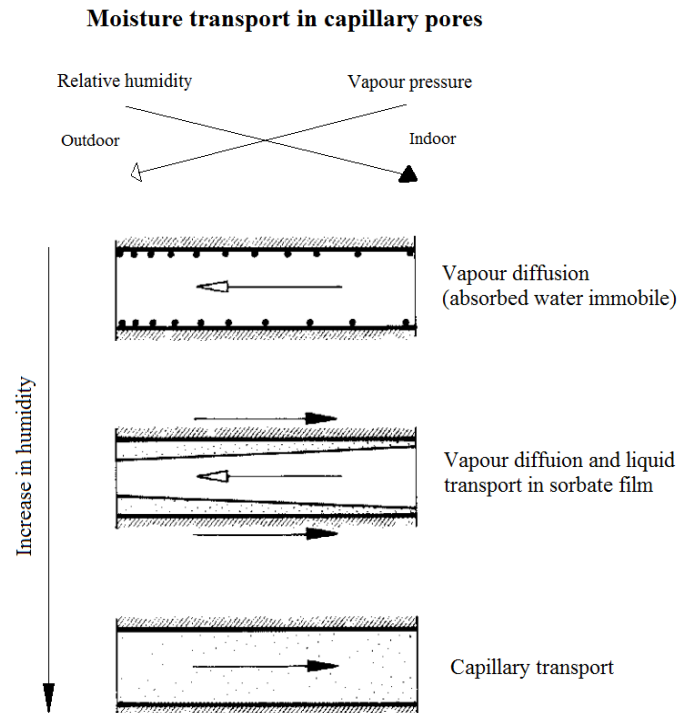 Moisture transport in capillary pores
Relative humidity
Vapour pressure
Outdoor
Indoor
Vapour diffusion
(absorbed water immobile)
Increase in humidity
Vapour diffuion and liquid
transport in sorbate film
Capillary transport